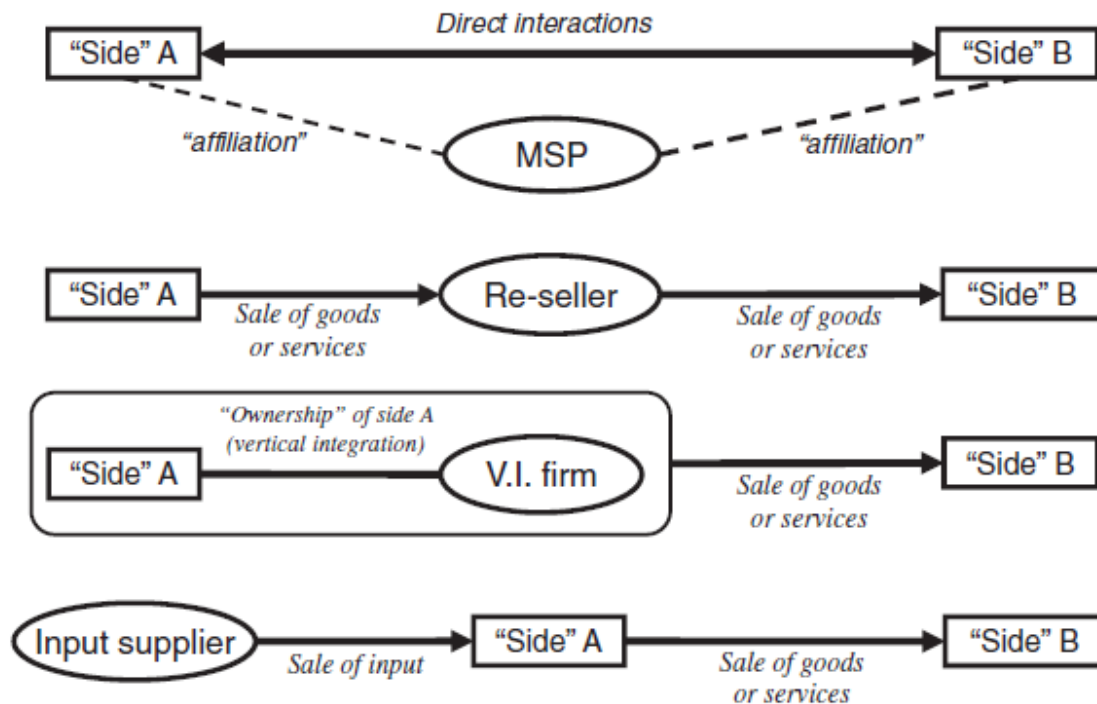 Direct interactions
“Side” A
“Side” B
“affiliation”
MSP
“affiliation”
“Side” A
Re-seller
“Side” B
Sale of goods
or services
Sale of goods
or services
“Ownership” of side A
(vertical integration)
“Side” A
V.I. firm
“Side” B
Sale of goods
or services
Input supplier
“Side” A
“Side” B
Sale of input
Sale of goods
or services